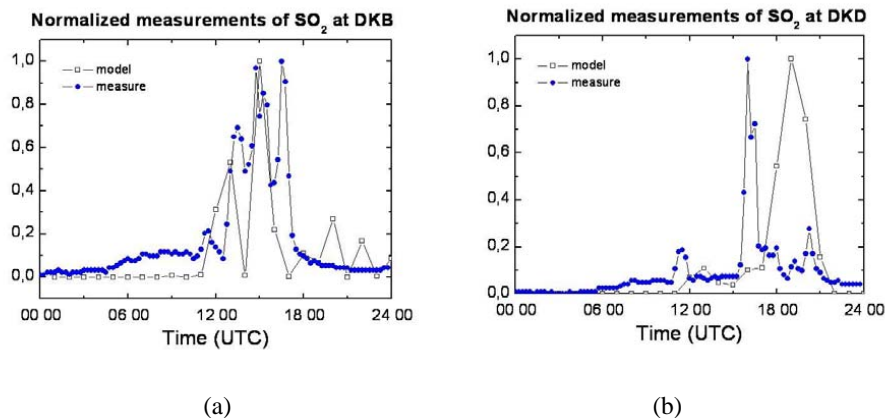 Normalized measurements of SO2 at DKB
model
measure
1,0
0,8
0,6
0,4
0,2
0,0
00 00 06 00 12 00 18 00 24 00
Time (UTC)
(a)
Normalized measurements of SO2 at DKD
model
measure
1,0
0,8
0,6
0,4
0,2
0,0
00 00 06 00 12 00 18 00 24 00
Time (UTC)
(b)